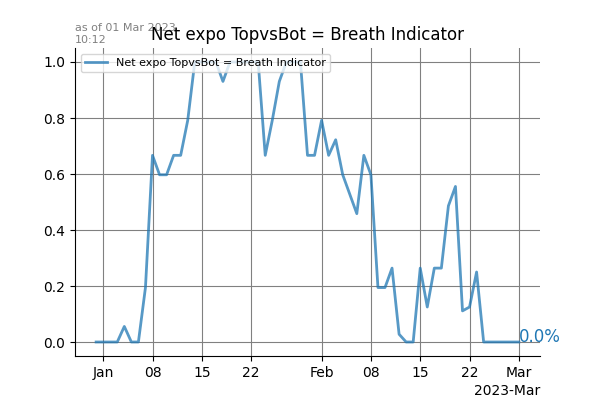 as of 01 Mar 2023
10:12
Net expo TopvsBot = Breath Indicator
Net expo TopvsBot = Breath Indicator
1.0
0.8
0.6
0.4
0.2
0.0
0.0%
Jan 08 15 22 Feb 08 15 22 Mar
2023-Mar